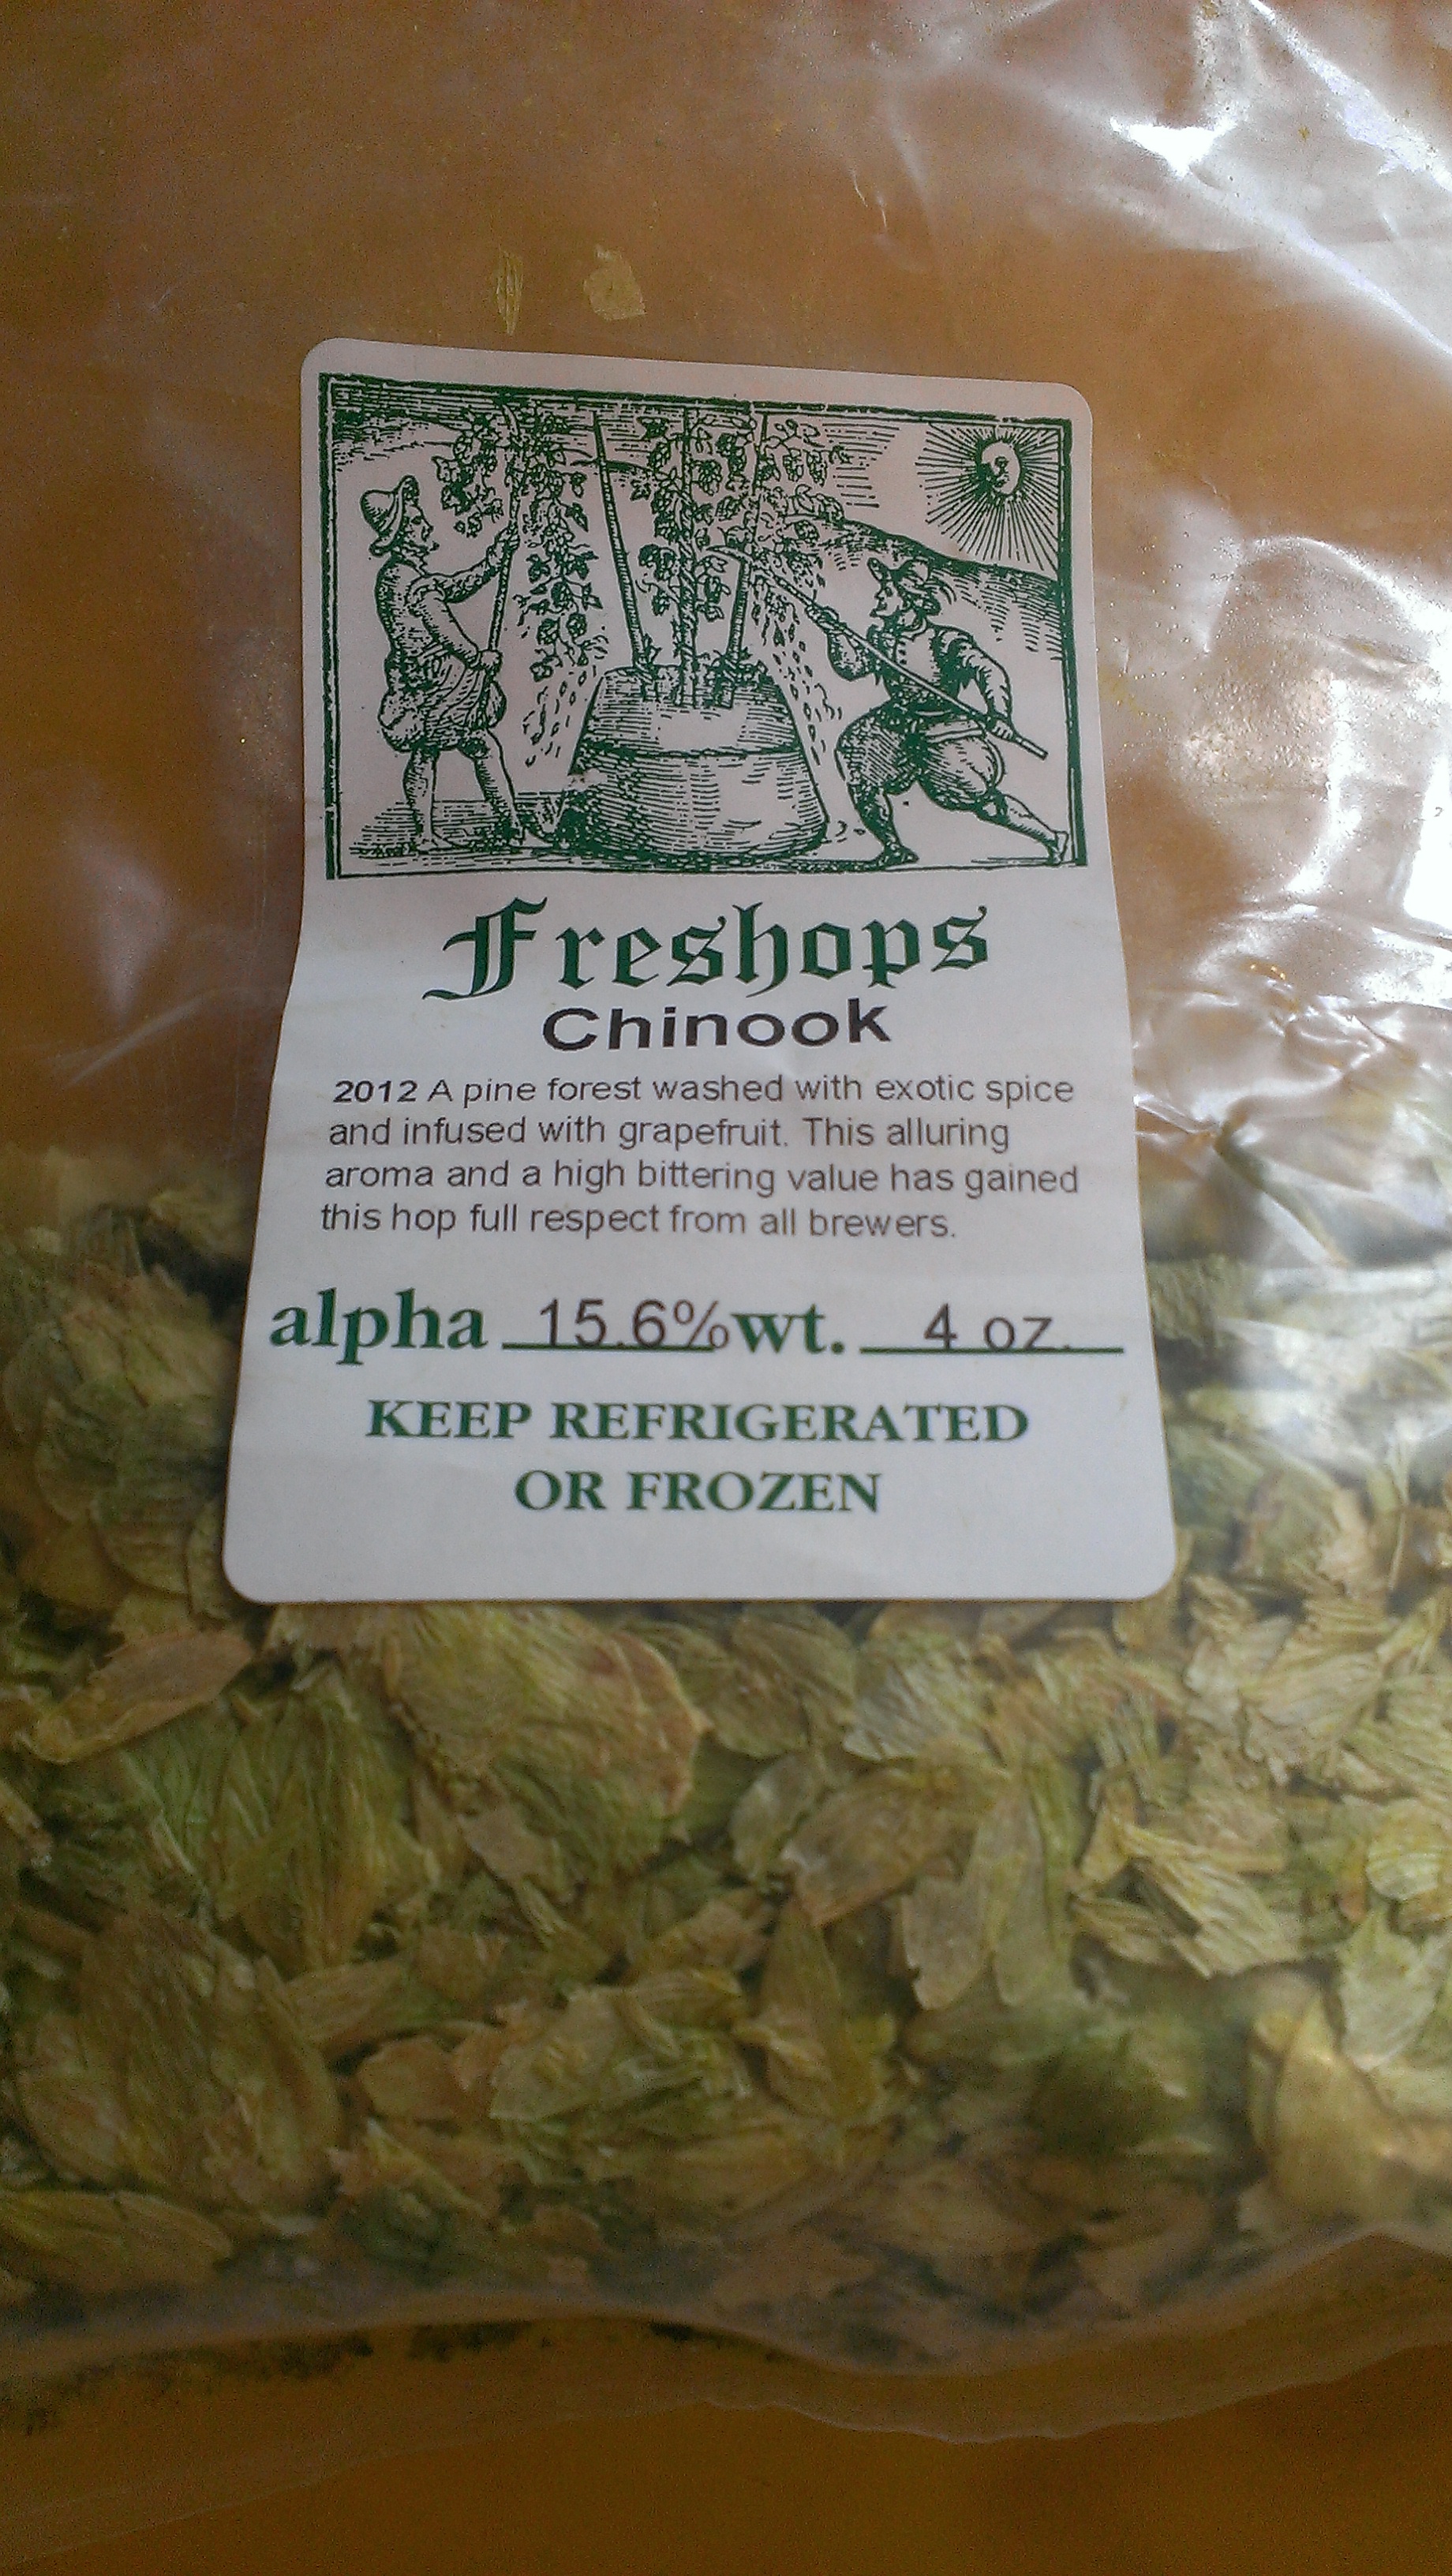 Freshops
Chinook
2012 A pine forest washed with exotic spice
and infused with grapefruit. This alluring
aroma and a high bittering value has gained
this hop full respect from all brewers.
alpha 15.6% wt. 4 oz.
KEEP REFRIGERATED
OR FROZEN